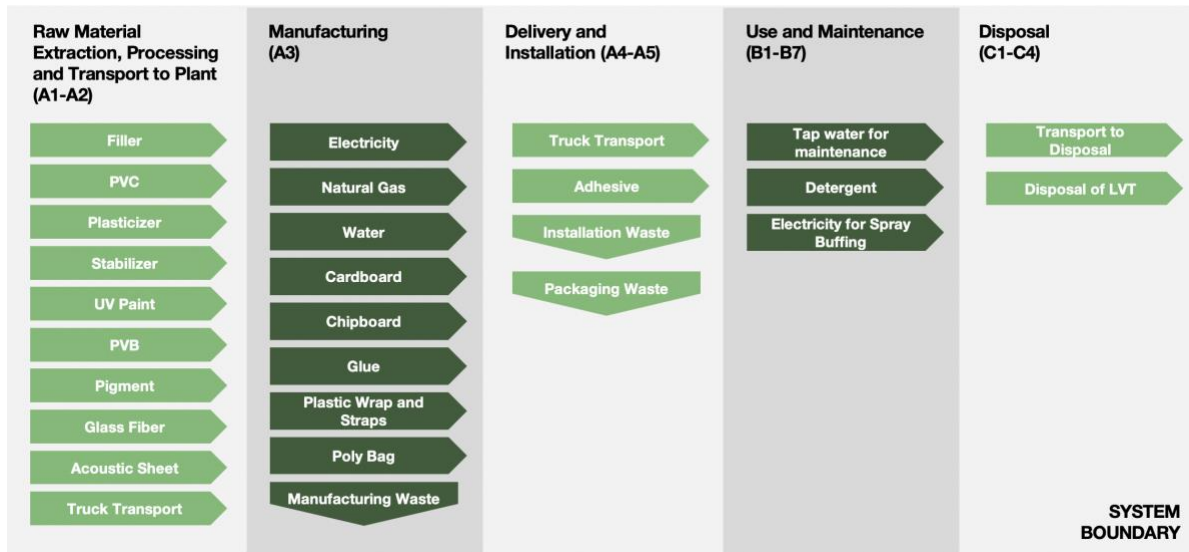 Raw Material
Extraction, Processing
and Transport to Plant
(A1-A2)
Filler
PVC
Plasticizer
Stabilizer
UV Paint
PVB
Pigment
Glass Fiber
Acoustic Sheet
Truck Transport
Manufacturing
(A3)
Electricity
Natural Gas
Water
Cardboard
Chipboard
Glue
Plastic Wrap and
Straps
Poly Bag
Manufacturing Waste
Delivery and
Installation (A4-A5)
Truck Transport
Adhesive
Installation Waste
Packaging Waste
Use and Maintenance
(B1-B7)
Tap water for
maintenance
Detergent
Electricity for Spray
Buffing
Disposal
(C1-C4)
Transport to
Disposal
Disposal of LVT
SYSTEM
BOUNDARY